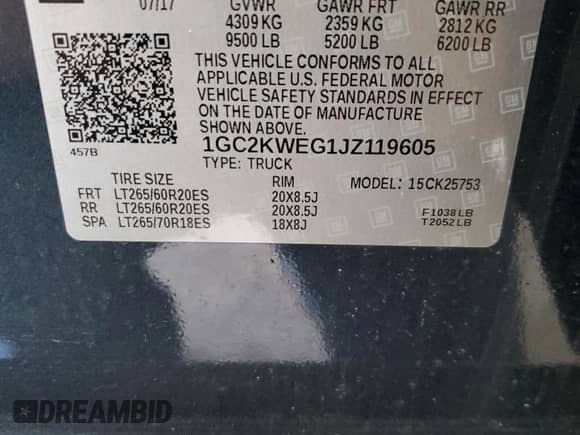 07/17 GVWR GAWR FRT GAWR RR
4309 KG 2359 KG 2812 KG
9500 LB 5200 LB 6200 LB
THIS VEHICLE CONFORMS TO ALL
APPLICABLE U.S. FEDERAL MOTOR
VEHICLE SAFETY STANDARDS IN EFFECT
ON THE DATE OF MANUFACTURE
SHOWN ABOVE.
457B
1GC2KWEG1JZ119605
TYPE: TRUCK
TIRE SIZE RIM MODEL: 15CK25753
FRT LT265/60R20ES 20X8.5J
RR LT265/60R20ES 20X8.5J F1038LB
SPA LT265/70R18ES 18X8J T2052LB
GM
DREAMBID